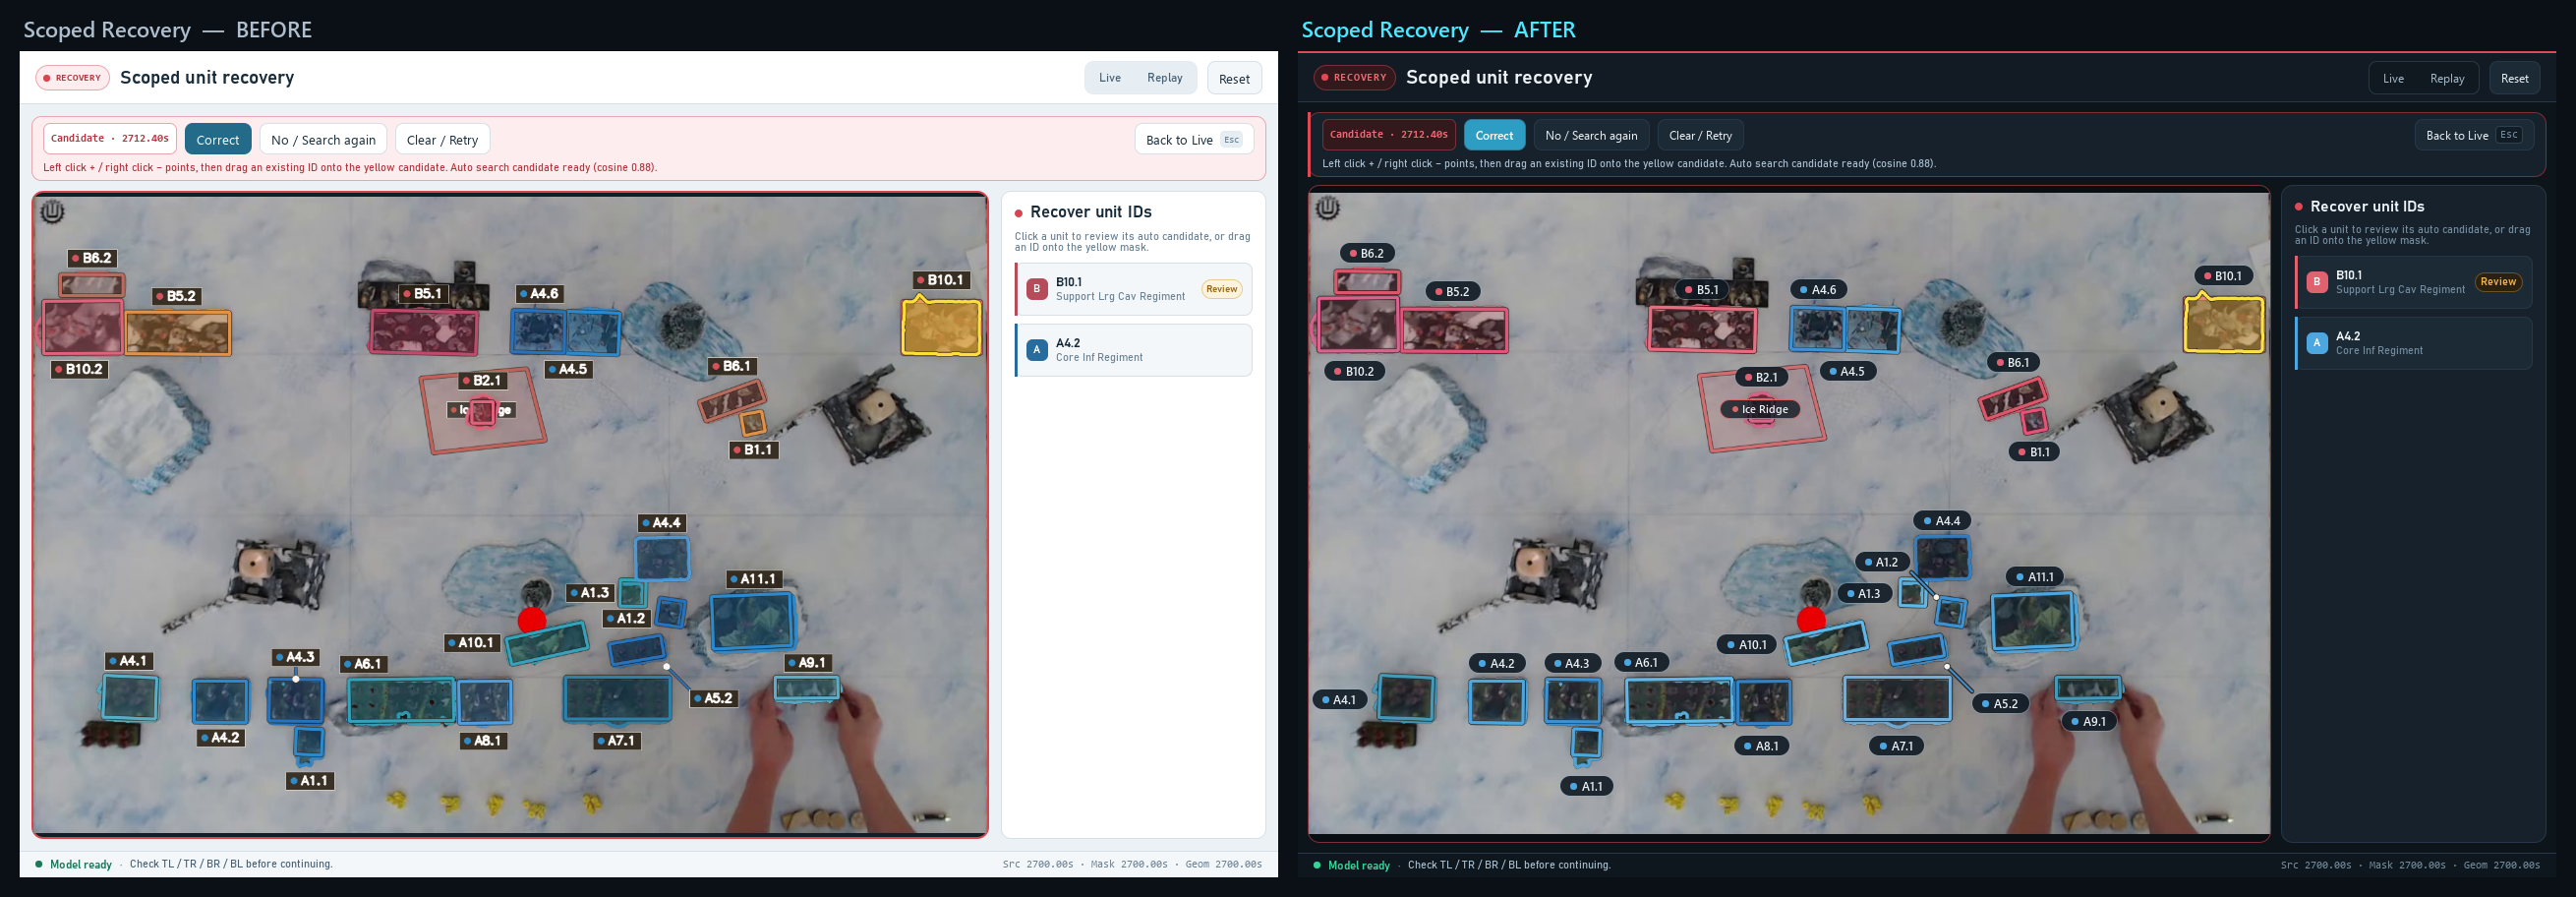 Scoped Recovery — BEFORE
RECOVERY Scoped unit recovery Live Replay Reset
Candidate · 2712.40s Correct No / Search again Clear / Retry Back to Live Esc
Left click + / right click – points, then drag an existing ID onto the yellow candidate. Auto search candidate ready (cosine 0.88).
B6.2
B5.2
B5.1
A4.6
B10.1
B10.2
B2.1
A4.5
B6.1
B1.1
A4.4
A1.3
A11.1
A1.2
A10.1
A4.1
A4.3
A6.1
A9.1
A5.2
A4.2
A8.1
A7.1
A1.1
Recover unit IDs
Click a unit to review its auto candidate, or drag
an ID onto the yellow mask.
B B10.1 Review
Support Lrg Cav Regiment
A A4.2
Core Inf Regiment
Model ready · Check TL / TR / BR / BL before continuing. Src 2700.00s · Mask 2700.00s · Geom 2700.00s
Scoped Recovery — AFTER
RECOVERY Scoped unit recovery Live Replay Reset
Candidate · 2712.40s Correct No / Search again Clear / Retry Back to Live Esc
Left click + / right click – points, then drag an existing ID onto the yellow candidate. Auto search candidate ready (cosine 0.88).
B6.2
B5.2
B5.1
A4.6
B10.1
B10.2
B2.1
A4.5
B6.1
Ice Ridge
B1.1
A4.4
A1.2
A11.1
A1.3
A10.1
A4.2
A4.3
A6.1
A4.1
A5.2
A9.1
A8.1
A7.1
A1.1
Recover unit IDs
Click a unit to review its auto candidate, or drag
an ID onto the yellow mask.
B B10.1 Review
Support Lrg Cav Regiment
A A4.2
Core Inf Regiment
Model ready · Check TL / TR / BR / BL before continuing. Src 2700.00s · Mask 2700.00s · Geom 2700.00s